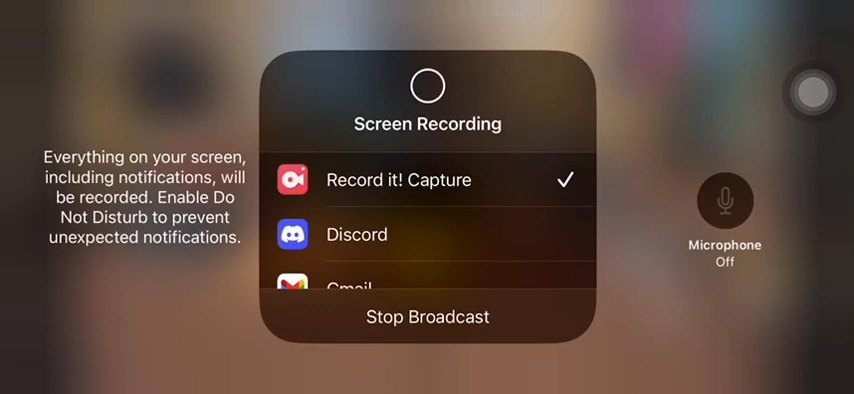 Screen Recording
Everything on your screen,
including notifications, will
be recorded. Enable Do
Not Disturb to prevent
unexpected notifications.
Record it! Capture
Discord
Gmail
Stop Broadcast
Microphone
Off